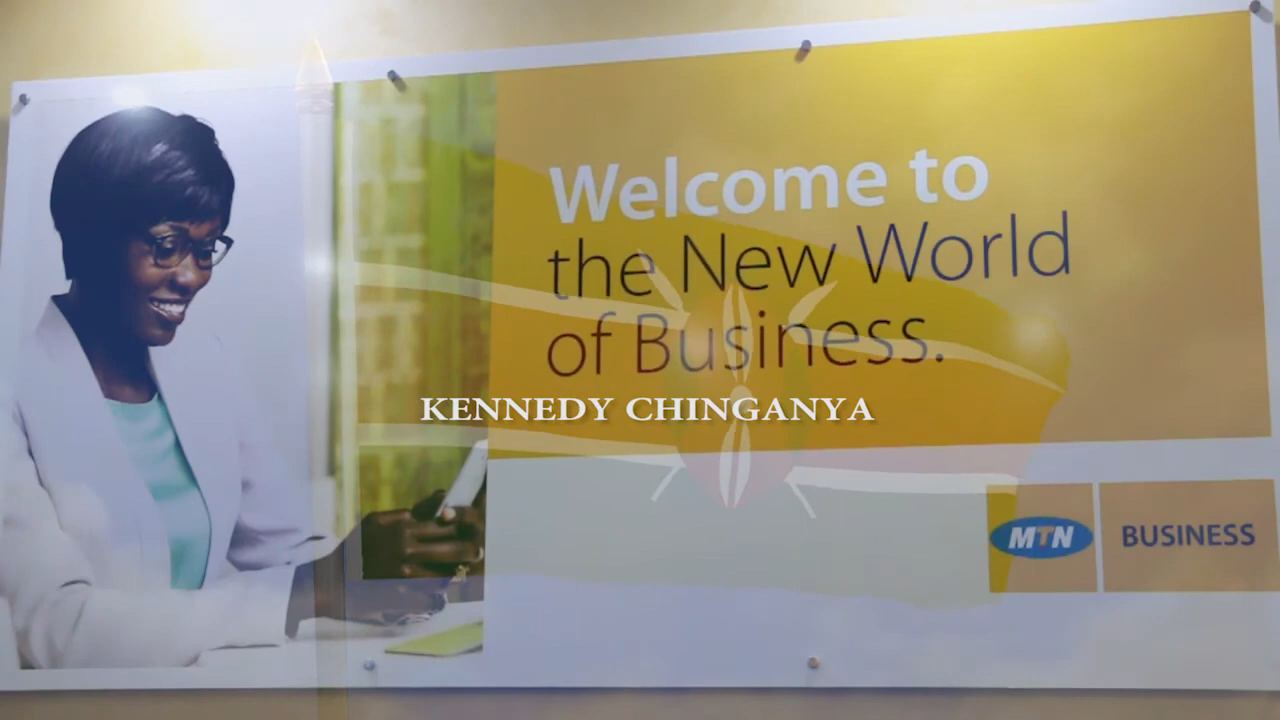 Welcome to
the New World
of Business.
KENNEDY CHINGANYA
MTN
BUSINESS